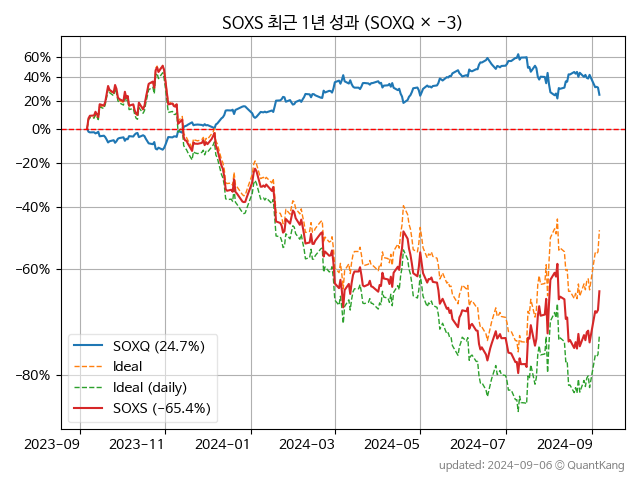 SOXS 최근 1년 성과 (SOXQ × −3)
60%
40%
20%
0%
−20%
−40%
−60%
−80%
SOXQ (24.7%)
Ideal
Ideal (daily)
SOXS (−65.4%)
2023-09
2023-11
2024-01
2024-03
2024-05
2024-07
2024-09
updated: 2024-09-06 © QuantKang